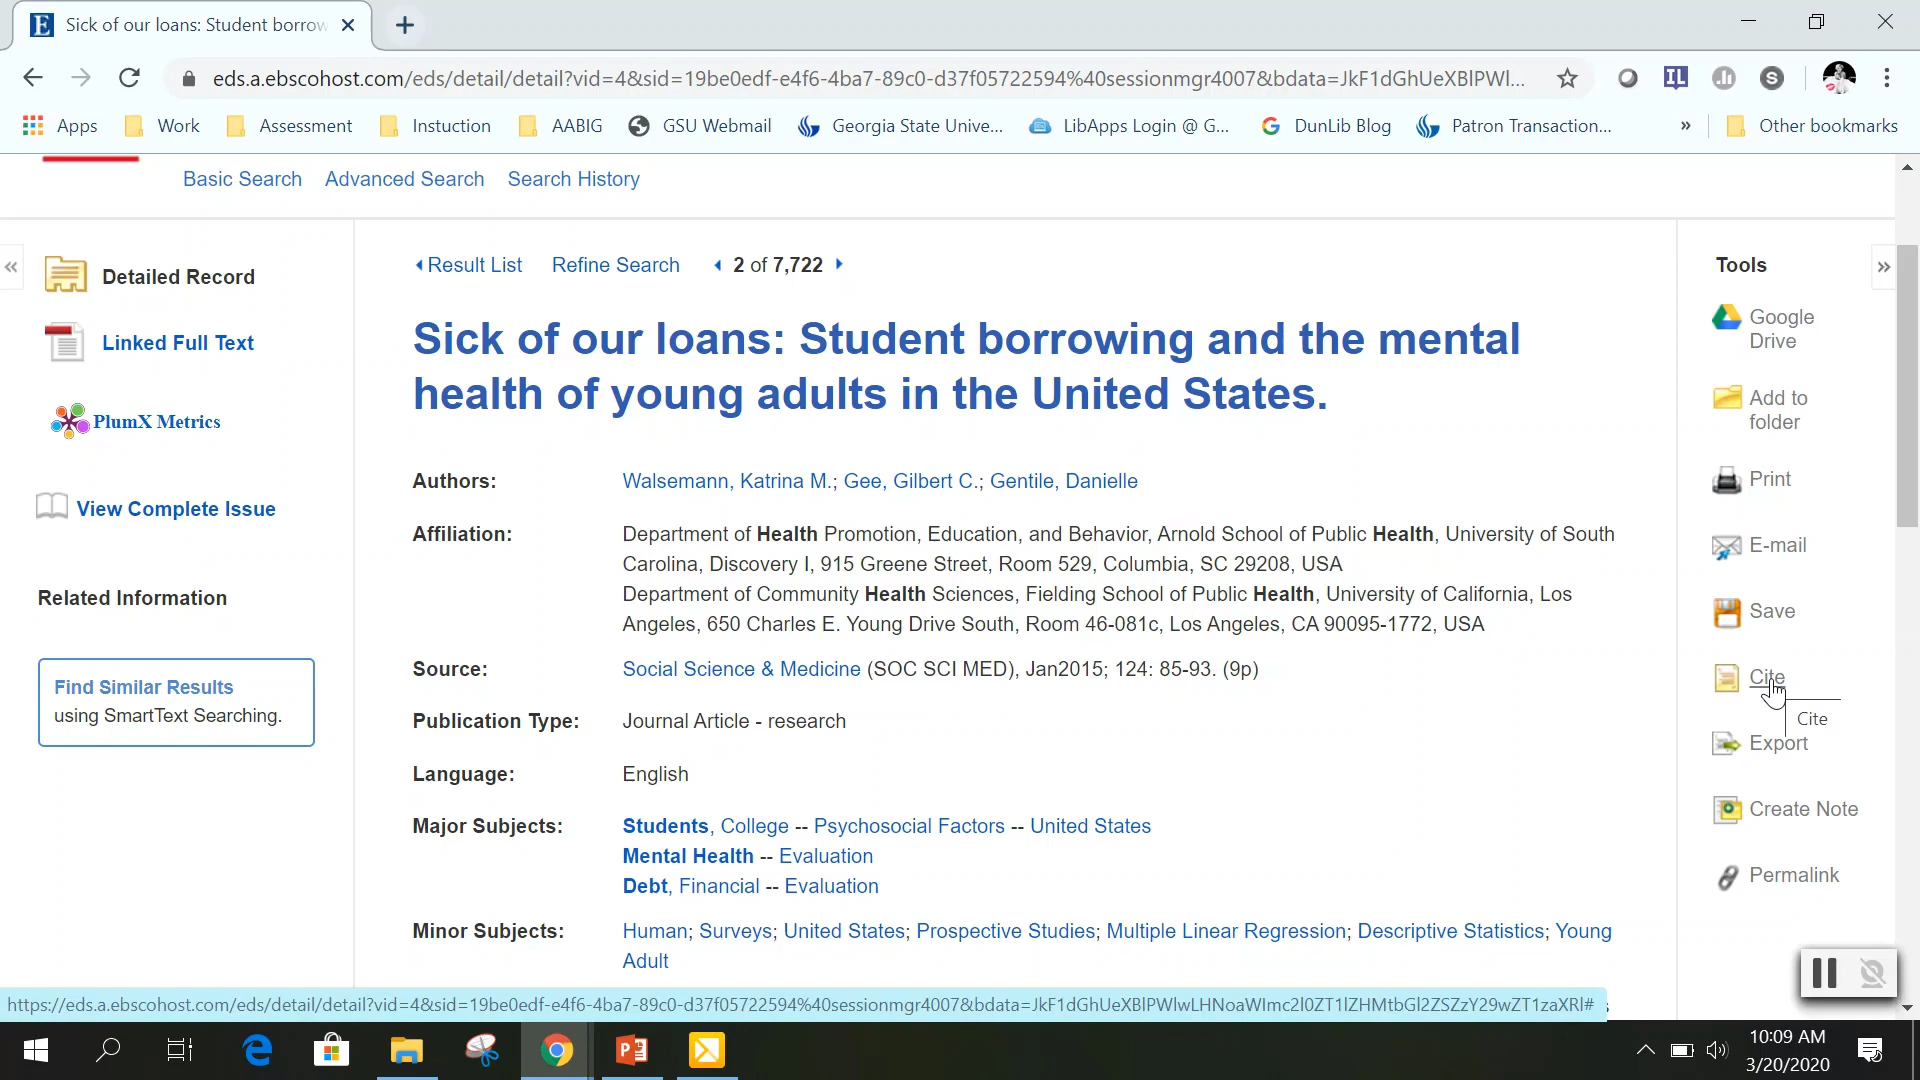 Sick of our loans: Student borrow
eds.a.ebscohost.com/eds/detail/detail?vid=4&sid=19be0edf-e4f6-4ba7-89c0-d37f05722594%40sessionmgr4007&bdata=JkF1dGhUeXBlPWl...
IL
S
Apps
Work
Assessment
Instuction
AABIG
GSU Webmail
Georgia State Unive...
LibApps Login @ G...
DunLib Blog
Patron Transaction...
»
Other bookmarks
Basic Search
Advanced Search
Search History
«
Detailed Record
Linked Full Text
PlumX Metrics
View Complete Issue
Related Information
Find Similar Results
using SmartText Searching.
Result List
Refine Search
2 of 7,722
Sick of our loans: Student borrowing and the mental
health of young adults in the United States.
Authors: Walsemann, Katrina M.; Gee, Gilbert C.; Gentile, Danielle
Affiliation: Department of Health Promotion, Education, and Behavior, Arnold School of Public Health, University of South
Carolina, Discovery I, 915 Greene Street, Room 529, Columbia, SC 29208, USA
Department of Community Health Sciences, Fielding School of Public Health, University of California, Los
Angeles, 650 Charles E. Young Drive South, Room 46-081c, Los Angeles, CA 90095-1772, USA
Source: Social Science & Medicine (SOC SCI MED), Jan2015; 124: 85-93. (9p)
Publication Type: Journal Article - research
Language: English
Major Subjects: Students, College -- Psychosocial Factors -- United States
Mental Health -- Evaluation
Debt, Financial -- Evaluation
Minor Subjects: Human; Surveys; United States; Prospective Studies; Multiple Linear Regression; Descriptive Statistics; Young
Adult
Tools
»
Google
Drive
Add to
folder
Print
E-mail
Save
Cite
Cite
Export
Create Note
Permalink
https://eds.a.ebscohost.com/eds/detail/detail?vid=4&sid=19be0edf-e4f6-4ba7-89c0-d37f05722594%40sessionmgr4007&bdata=JkF1dGhUeXBlPWlwLHNoaWImc2l0ZT1lZHMtbGl2ZSZzY29wZT1zaXRl#
10:09 AM
3/20/2020